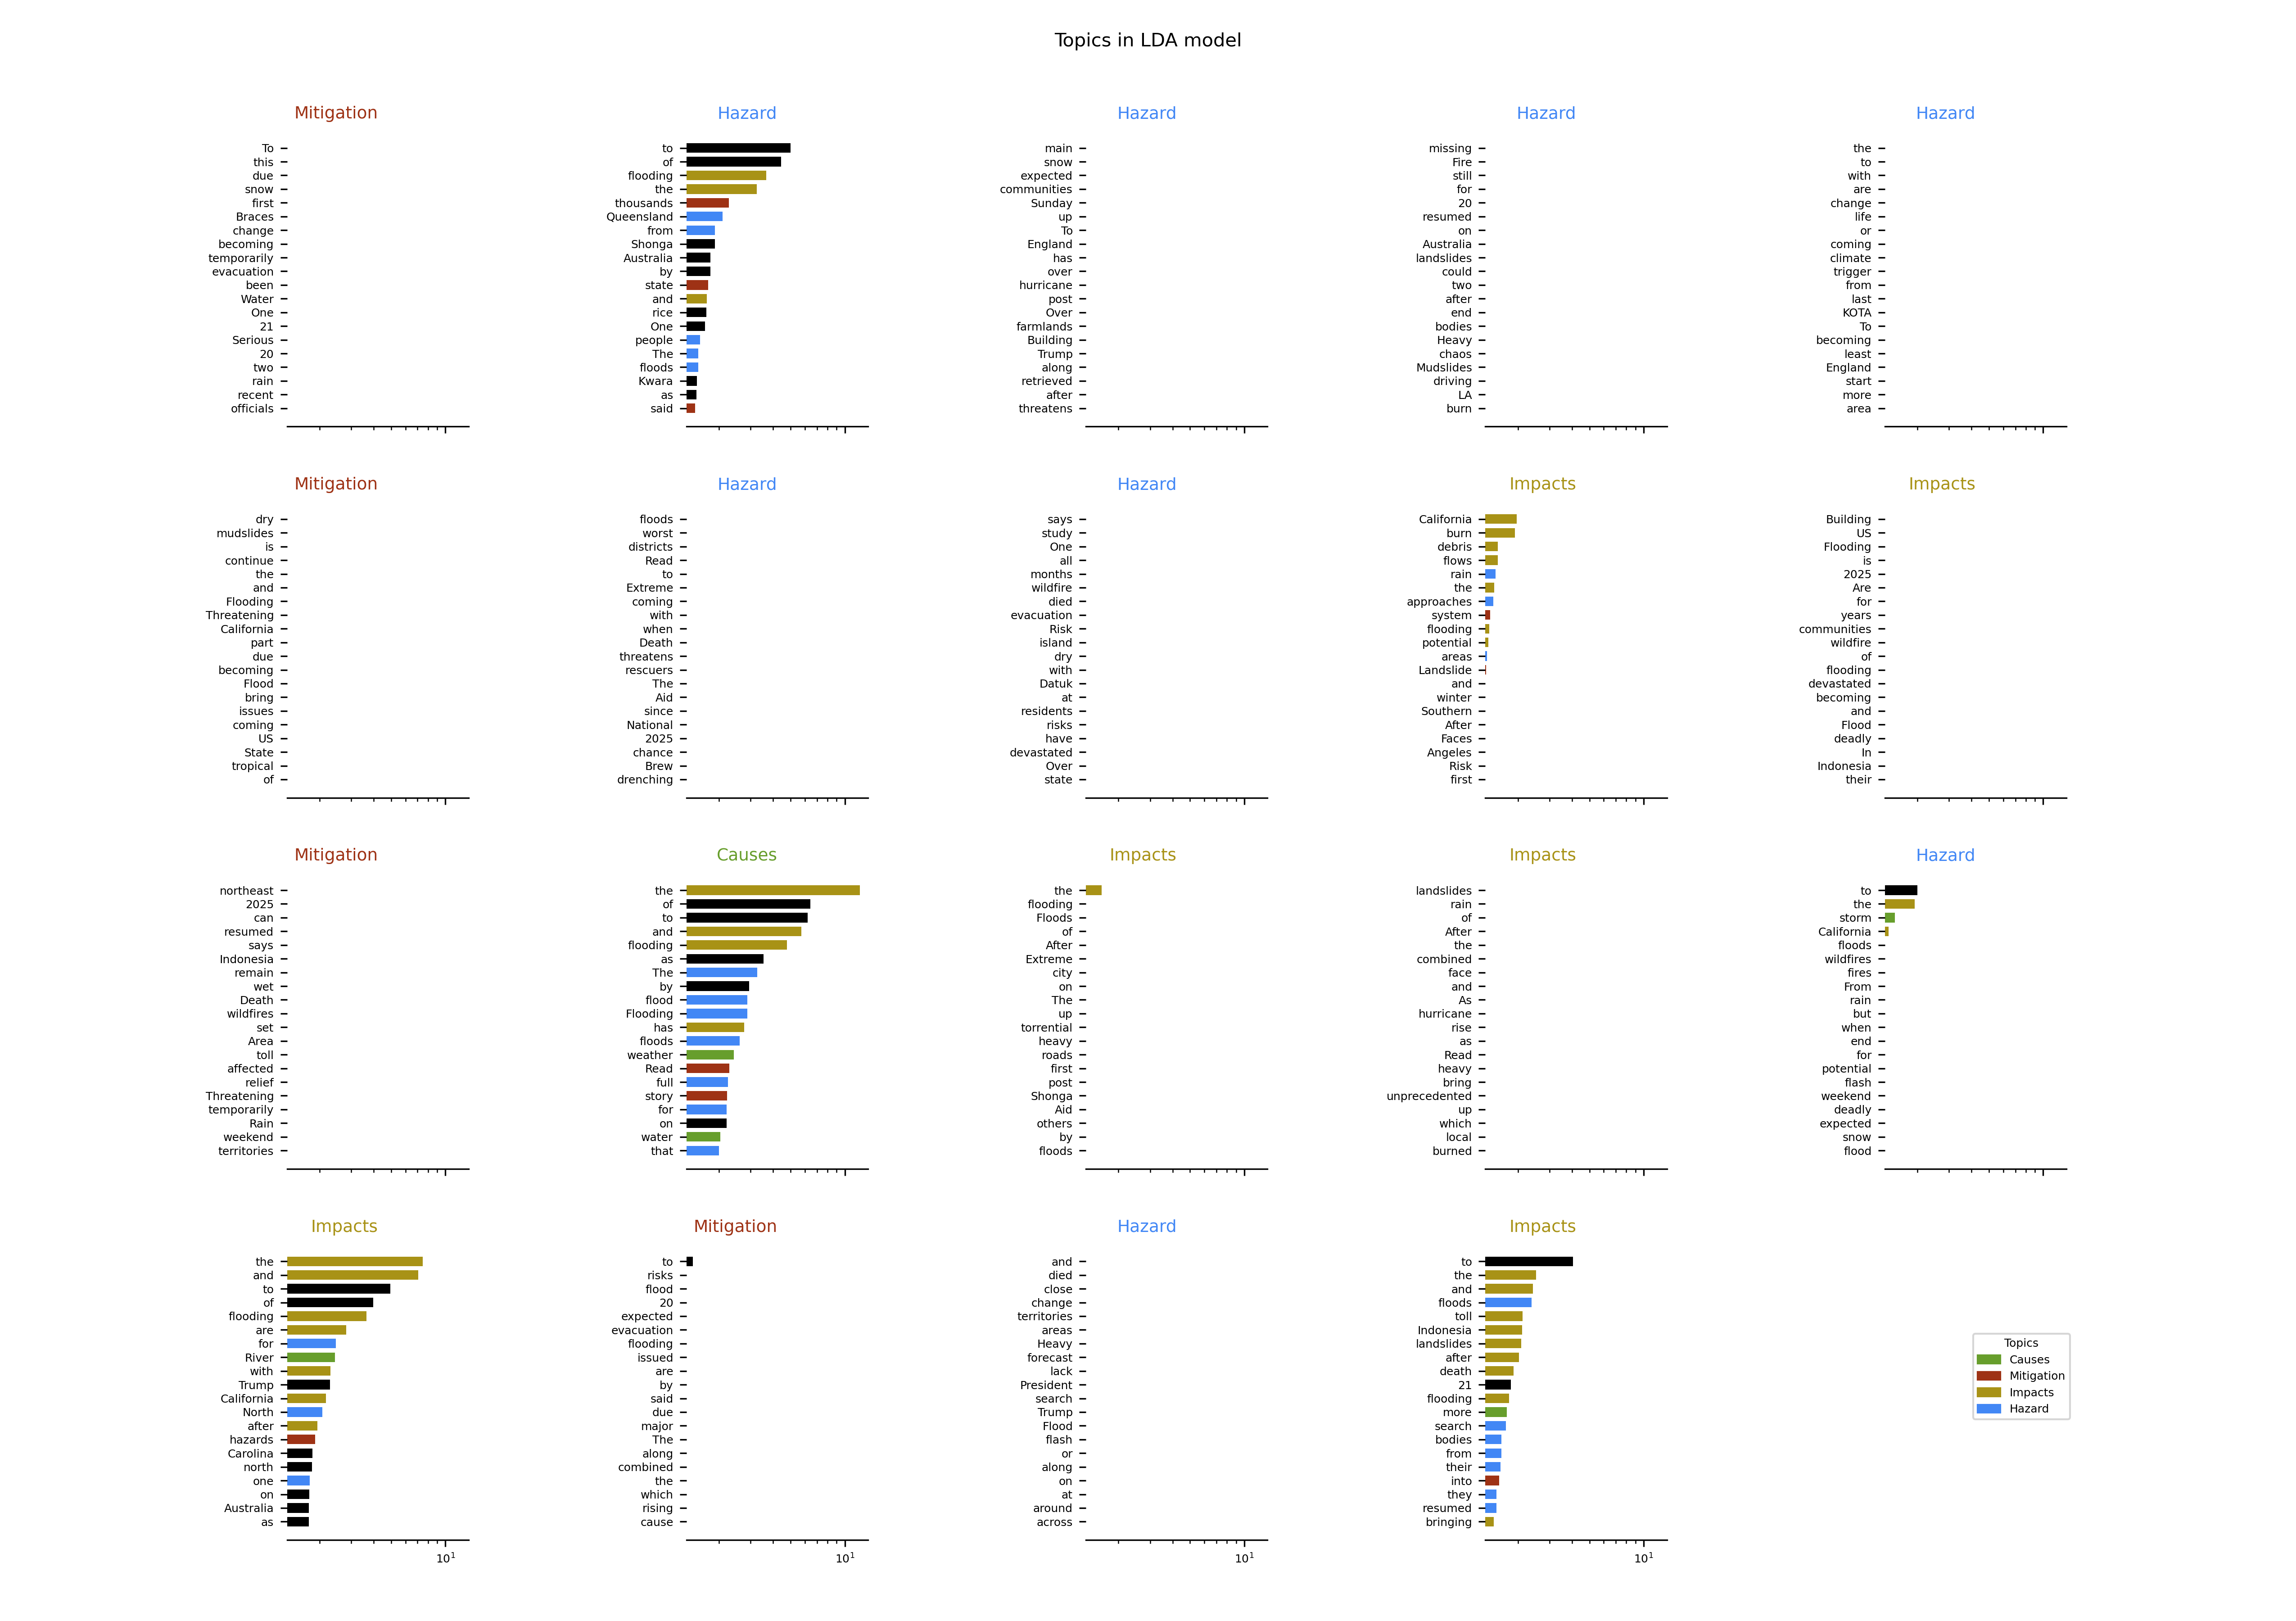 Topics in LDA model
Mitigation
To
this
due
snow
first
Braces
change
becoming
temporarily
evacuation
been
Water
One
21
Serious
20
two
rain
recent
officials
Hazard
to
of
flooding
the
thousands
Queensland
from
Shonga
Australia
by
state
and
rice
One
people
The
floods
Kwara
as
said
Hazard
main
snow
expected
communities
Sunday
up
To
England
has
over
hurricane
post
Over
farmlands
Building
Trump
along
retrieved
after
threatens
Hazard
missing
Fire
still
for
20
resumed
on
Australia
landslides
could
two
after
end
bodies
Heavy
chaos
Mudslides
driving
LA
burn
Hazard
the
to
with
are
change
life
or
coming
climate
trigger
from
last
KOTA
To
becoming
least
England
start
more
area
Mitigation
dry
mudslides
is
continue
the
and
Flooding
Threatening
California
part
due
becoming
Flood
bring
issues
coming
US
State
tropical
of
Hazard
floods
worst
districts
Read
to
Extreme
coming
with
when
Death
threatens
rescuers
The
Aid
since
National
2025
chance
Brew
drenching
Hazard
says
study
One
all
months
wildfire
died
evacuation
Risk
island
dry
with
Datuk
at
residents
risks
have
devastated
Over
state
Impacts
California
burn
debris
flows
rain
the
approaches
system
flooding
potential
areas
Landslide
and
winter
Southern
After
Faces
Angeles
Risk
first
Impacts
Building
US
Flooding
is
2025
Are
for
years
communities
wildfire
of
flooding
devastated
becoming
and
Flood
deadly
In
Indonesia
their
Mitigation
northeast
2025
can
resumed
says
Indonesia
remain
wet
Death
wildfires
set
Area
toll
affected
relief
Threatening
temporarily
Rain
weekend
territories
Causes
the
of
to
and
flooding
as
The
by
flood
Flooding
has
floods
weather
Read
full
story
for
on
water
that
Impacts
the
flooding
Floods
of
After
Extreme
city
on
The
up
torrential
heavy
roads
first
post
Shonga
Aid
others
by
floods
Impacts
landslides
rain
of
After
the
combined
face
and
As
hurricane
rise
as
Read
heavy
bring
unprecedented
up
which
local
burned
Hazard
to
the
storm
California
floods
wildfires
fires
From
rain
but
when
end
for
potential
flash
weekend
deadly
expected
snow
flood
Impacts
the
and
to
of
flooding
are
for
River
with
Trump
California
North
after
hazards
Carolina
north
one
on
Australia
as
10¹
Mitigation
to
risks
flood
20
expected
evacuation
flooding
issued
are
by
said
due
major
The
along
combined
the
which
rising
cause
10¹
Hazard
and
died
close
change
territories
areas
Heavy
forecast
lack
President
search
Trump
Flood
flash
or
along
on
at
around
across
10¹
Impacts
to
the
and
floods
toll
Indonesia
landslides
after
death
21
flooding
more
search
bodies
from
their
into
they
resumed
bringing
10¹
Topics
Causes
Mitigation
Impacts
Hazard